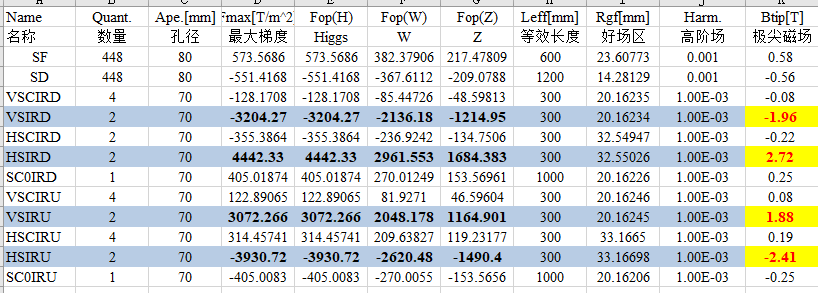 Name Quant. Ape.[mm] Fmax[T/m^2 Fop(H) Fop(W) Fop(Z) Leff[mm] Rgf[mm] Harm. Btip[T]
名称 数量 孔径 最大梯度 Higgs W Z 等效长度 好场区 高阶场 极尖磁场
SF 448 80 573.5686 573.5686 382.37906 217.47809 600 23.60773 0.001 0.58
SD 448 80 -551.4168 -551.4168 -367.6112 -209.0788 1200 14.28129 0.001 -0.56
VSCIRD 4 70 -128.1708 -128.1708 -85.44726 -48.59813 300 20.16235 1.00E-03 -0.08
VSIRD 2 70 -3204.27 -3204.27 -2136.18 -1214.95 300 20.16234 1.00E-03 -1.96
HSCIRD 2 70 -355.3864 -355.3864 -236.9242 -134.7506 300 32.54947 1.00E-03 -0.22
HSIRD 2 70 4442.33 4442.33 2961.553 1684.383 300 32.55026 1.00E-03 2.72
SC0IRD 1 70 405.01874 405.01874 270.01249 153.56961 1000 20.16226 1.00E-03 0.25
VSCIRU 4 70 122.89065 122.89065 81.9271 46.59604 300 20.16246 1.00E-03 0.08
VSIRU 2 70 3072.266 3072.266 2048.178 1164.901 300 20.16245 1.00E-03 1.88
HSCIRU 4 70 314.45741 314.45741 209.63827 119.23177 300 33.1665 1.00E-03 0.19
HSIRU 2 70 -3930.72 -3930.72 -2620.48 -1490.4 300 33.16698 1.00E-03 -2.41
SC0IRU 1 70 -405.0083 -405.0083 -270.0055 -153.5656 1000 20.16206 1.00E-03 -0.25